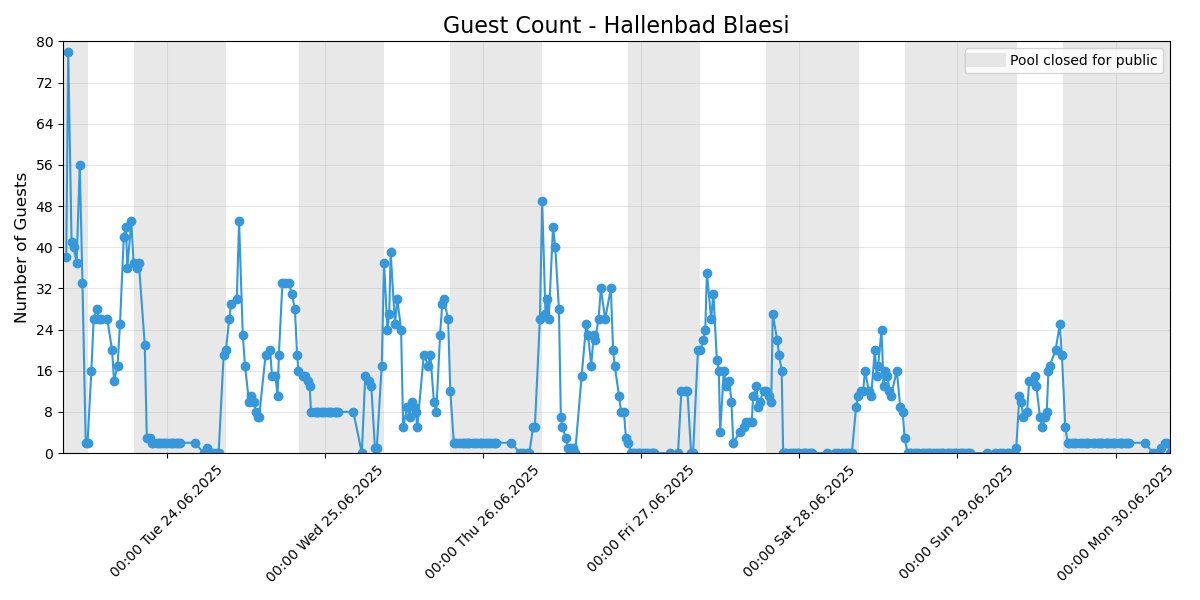 Guest Count - Hallenbad Blaesi
Pool closed for public
Number of Guests
80
72
64
56
48
40
32
24
16
8
0
00:00 Tue 24.06.2025
00:00 Wed 25.06.2025
00:00 Thu 26.06.2025
00:00 Fri 27.06.2025
00:00 Sat 28.06.2025
00:00 Sun 29.06.2025
00:00 Mon 30.06.2025